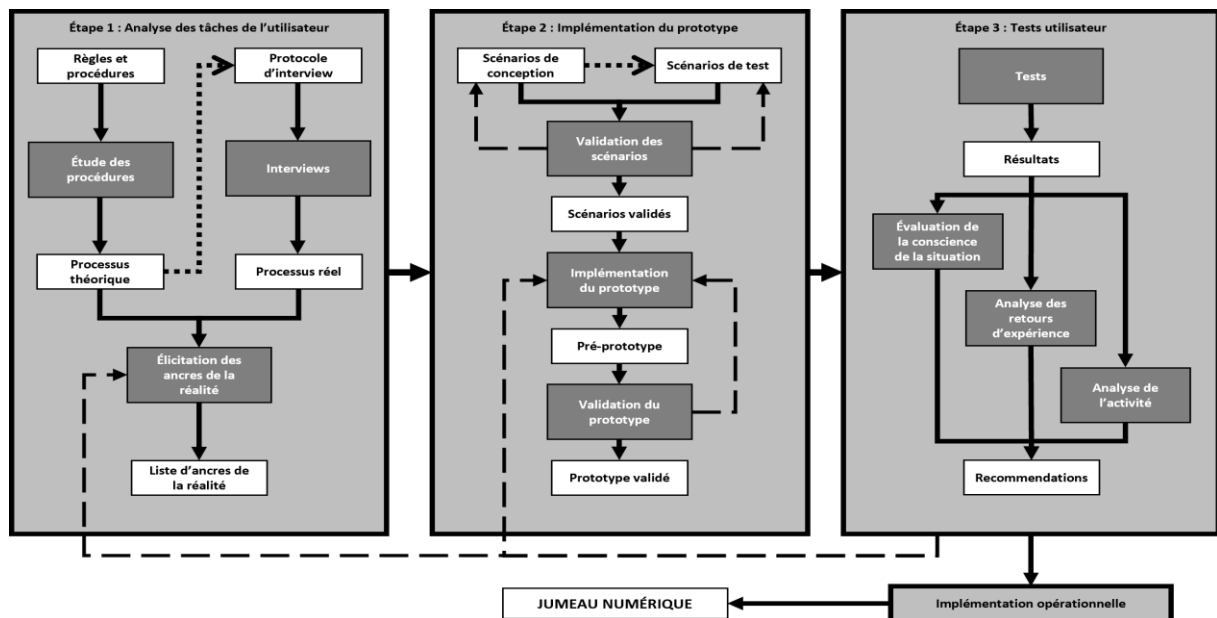 Étape 1 : Analyse des tâches de l'utilisateur
Règles et
procédures
Protocole
d'interview
Étude des
procédures
Interviews
Processus
théorique
Processus réel
Élicitation des
ancres de la
réalité
Liste d'ancres de
la réalité
Étape 2 : Implémentation du prototype
Scénarios de
conception
Scénarios de test
Validation des
scénarios
Scénarios validés
Implémentation
du prototype
Pré-prototype
Validation du
prototype
Prototype validé
Étape 3 : Tests utilisateur
Tests
Résultats
Évaluation de
la conscience
de la situation
Analyse des
retours
d'expérience
Analyse de
l'activité
Recommendations
Implémentation opérationnelle
JUMEAU NUMÉRIQUE